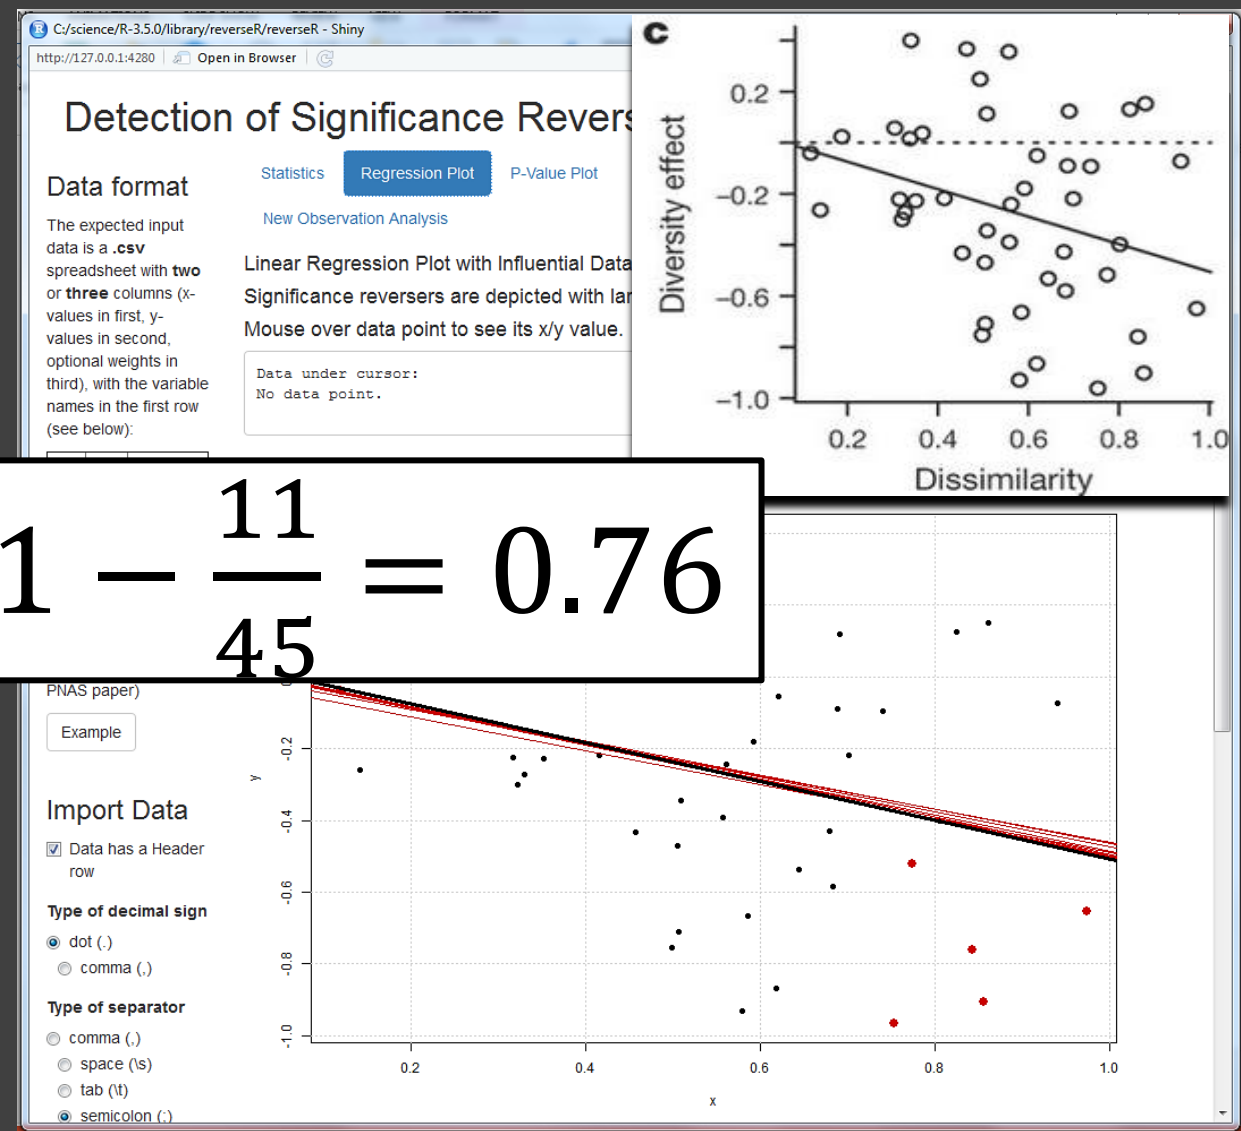 C:/science/R-3.5.0/library/reverseR/reverseR - Shiny
http://127.0.0.1:4280
Open in Browser
Detection of Significance Revers
Data format
The expected input
data is a .csv
spreadsheet with two
or three columns (x-
values in first, y-
values in second,
optional weights in
third), with the variable
names in the first row
(see below):
Statistics
Regression Plot
P-Value Plot
New Observation Analysis
Linear Regression Plot with Influential Data
Significance reversers are depicted with lar
Mouse over data point to see its x/y value.
Data under cursor:
No data point.
c
Diversity effect
0.2
−0.2
−0.6
−1.0
0.2 0.4 0.6 0.8 1.0
Dissimilarity
1 − 11/45 = 0.76
PNAS paper)
Example
Import Data
Data has a Header
row
Type of decimal sign
dot (.)
comma (,)
Type of separator
comma (,)
space (\s)
tab (\t)
semicolon (;)
y
-0.2
-0.4
-0.6
-0.8
-1.0
0.2 0.4 0.6 0.8 1.0
x